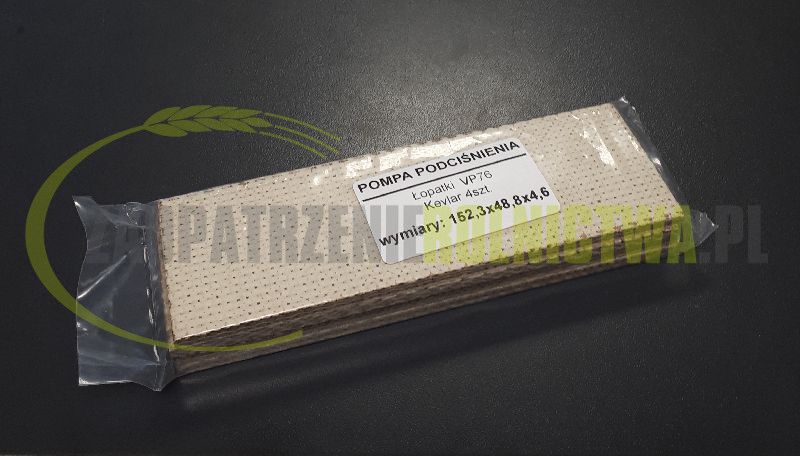 POMPA PODCIŚNIENIA
Łopatki VP76
Kevlar 4szt.
wymiary: 152,3x48,8x4,6
ZAOPATRZENIEROLNICTWA.PL